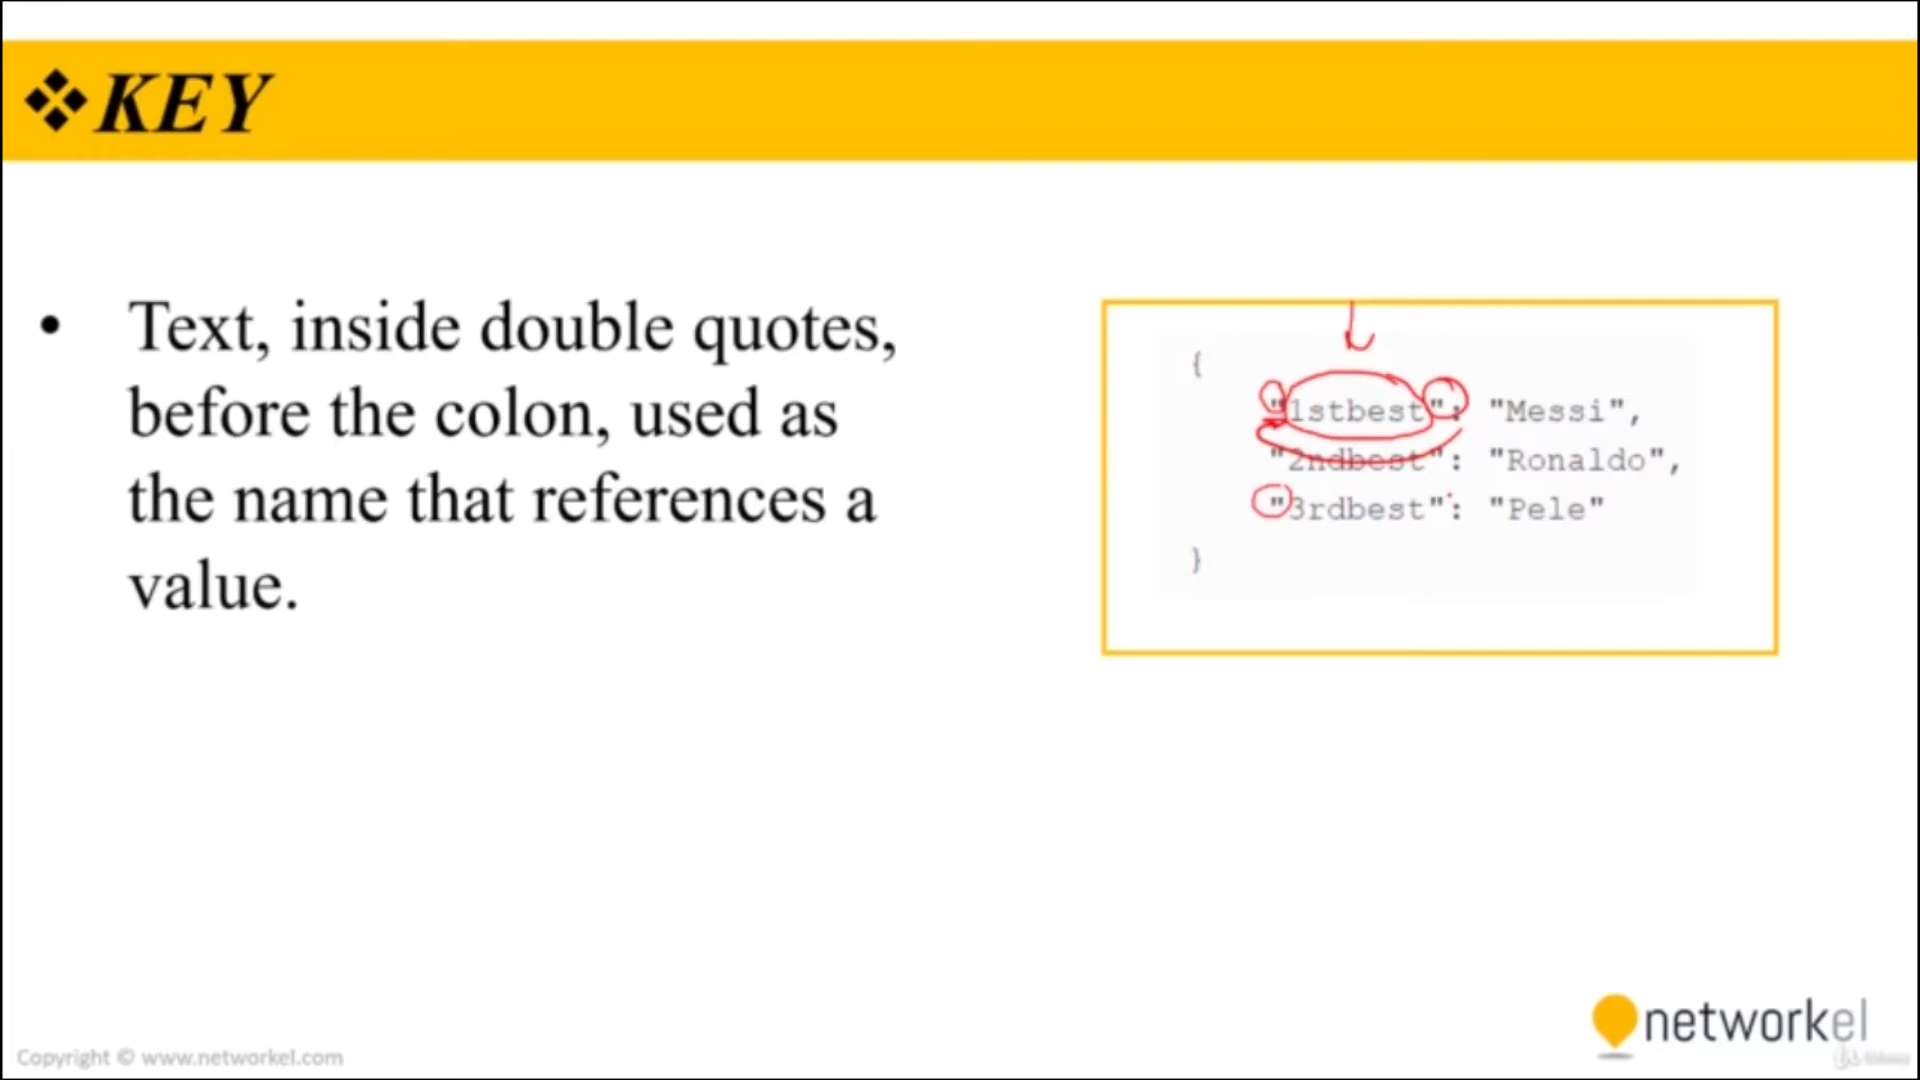 ❖KEY
• Text, inside double quotes,
before the colon, used as
the name that references a
value.
{
"1stbest": "Messi",
"2ndbest": "Ronaldo",
"3rdbest": "Pele"
}
networkel
Copyright © www.networkel.com